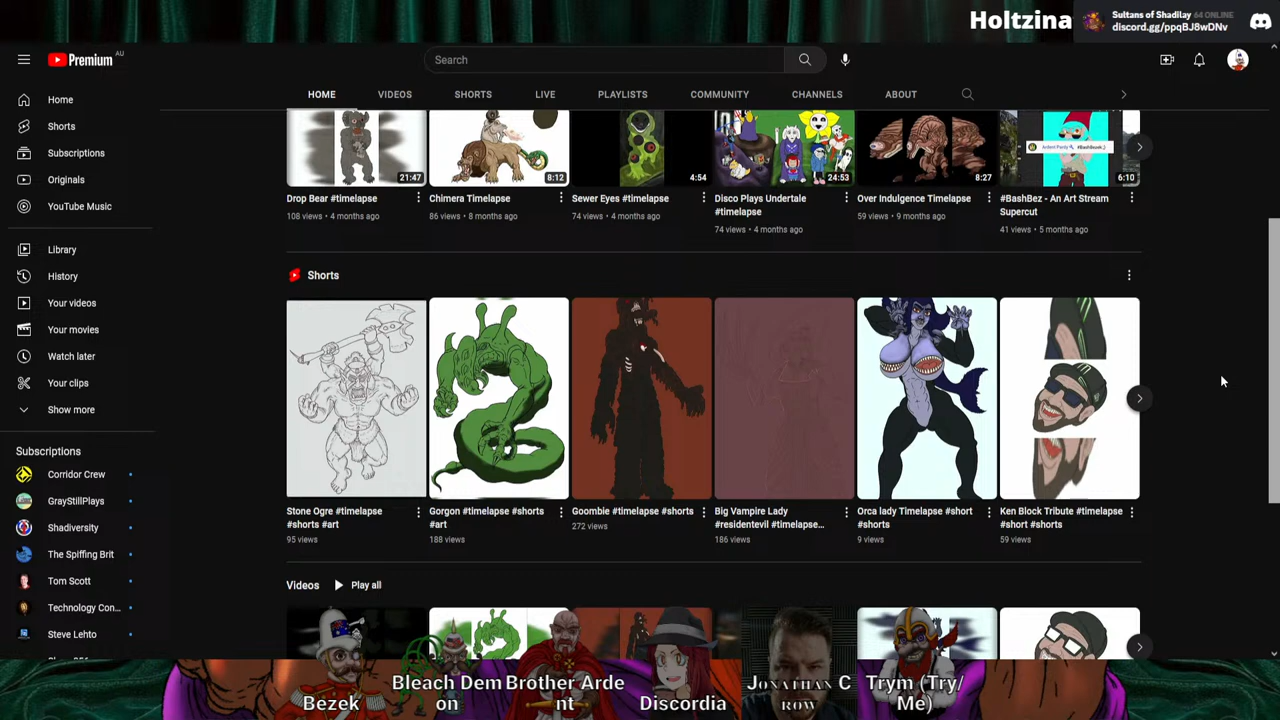 Holtzina
Sultans of Shadilay 64 ONLINE
discord.gg/ppqBJ8wDNv
Premium AU
Search
HOME
VIDEOS
SHORTS
LIVE
PLAYLISTS
COMMUNITY
CHANNELS
ABOUT
Home
Shorts
Subscriptions
Originals
YouTube Music
Library
History
Your videos
Your movies
Watch later
Your clips
Show more
Subscriptions
Corridor Crew
GrayStillPlays
Shadiversity
The Spiffing Brit
Tom Scott
Technology Con...
Steve Lehto
21:47
8:12
4:54
24:53
8:27
6:10
#BashBezek
Drop Bear #timelapse
108 views • 4 months ago
Chimera Timelapse
86 views • 8 months ago
Sewer Eyes #timelapse
74 views • 4 months ago
Disco Plays Undertale
#timelapse
74 views • 4 months ago
Over Indulgence Timelapse
59 views • 9 months ago
#BashBez - An Art Stream
Supercut
41 views • 5 months ago
Shorts
Stone Ogre #timelapse
#shorts #art
95 views
Gorgon #timelapse #shorts
#art
188 views
Goombie #timelapse #shorts
272 views
Big Vampire Lady
#residentevil #timelapse...
186 views
Orca lady Timelapse #short
#shorts
9 views
Ken Block Tribute #timelapse
#short #shorts
59 views
Videos
Play all
Bezek
Bleach Dem
on
Brother Arde
nt
Discordia
Jonathan C
row
Trym (Try/
Me)